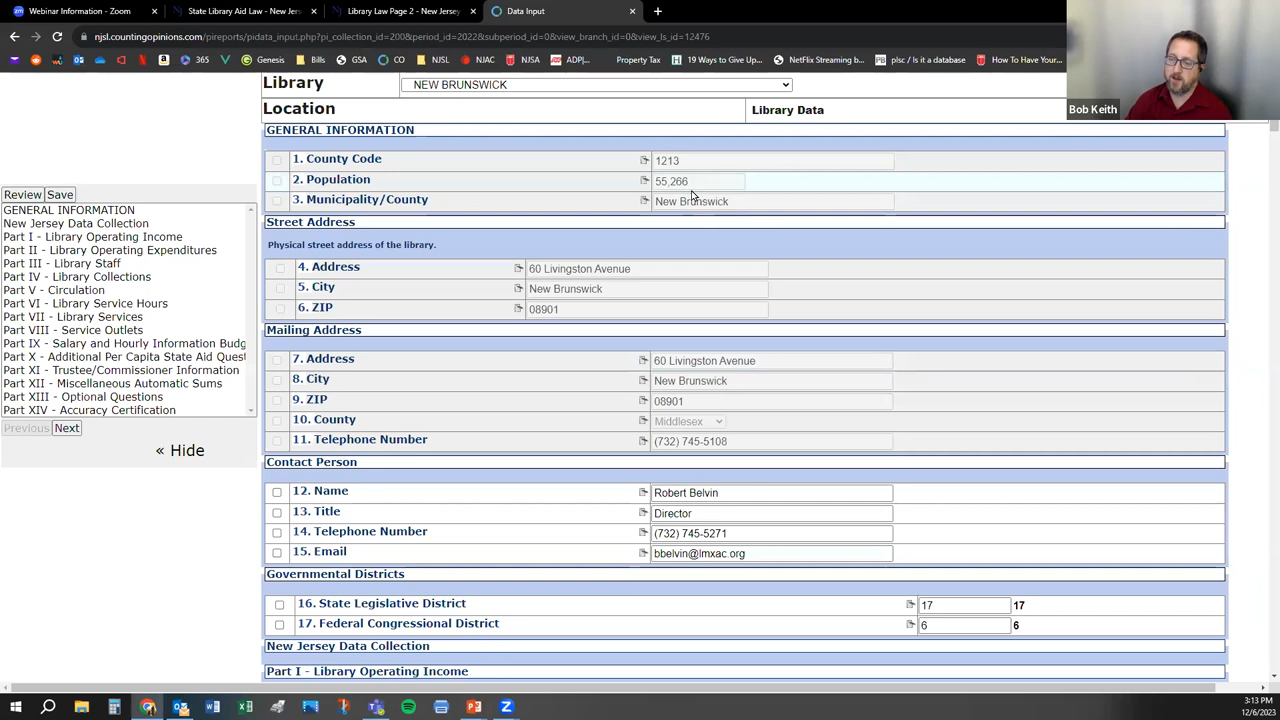 Webinar Information - Zoom
State Library Aid Law - New Jers
Library Law Page 2 - New Jersey
Data Input
njsl.countingopinions.com/pireports/pidata_input.php?pi_collection_id=200&period_id=2022&subperiod_id=0&view_branch_id=0&view_ls_id=12476
365
Genesis
Bills
GSA
CO
NJSL
NJAC
NJSA
ADP|...
Property Tax
19 Ways to Give Up...
NetFlix Streaming b...
plsc / Is it a database
How To Have Your...
Bob Keith
Library
NEW BRUNSWICK
Location
Library Data
GENERAL INFORMATION
1. County Code
1213
2. Population
55,266
3. Municipality/County
New Brunswick
Street Address
Physical street address of the library.
4. Address
60 Livingston Avenue
5. City
New Brunswick
6. ZIP
08901
Mailing Address
7. Address
60 Livingston Avenue
8. City
New Brunswick
9. ZIP
08901
10. County
Middlesex
11. Telephone Number
(732) 745-5108
Contact Person
12. Name
Robert Belvin
13. Title
Director
14. Telephone Number
(732) 745-5271
15. Email
bbelvin@lmxac.org
Governmental Districts
16. State Legislative District
17
17
17. Federal Congressional District
6
6
New Jersey Data Collection
Part I - Library Operating Income
Review
Save
GENERAL INFORMATION
New Jersey Data Collection
Part I - Library Operating Income
Part II - Library Operating Expenditures
Part III - Library Staff
Part IV - Library Collections
Part V - Circulation
Part VI - Library Service Hours
Part VII - Library Services
Part VIII - Service Outlets
Part IX - Salary and Hourly Information Budg
Part X - Additional Per Capita State Aid Quest
Part XI - Trustee/Commissioner Information
Part XII - Miscellaneous Automatic Sums
Part XIII - Optional Questions
Part XIV - Accuracy Certification
Previous
Next
« Hide
3:13 PM
12/6/2023